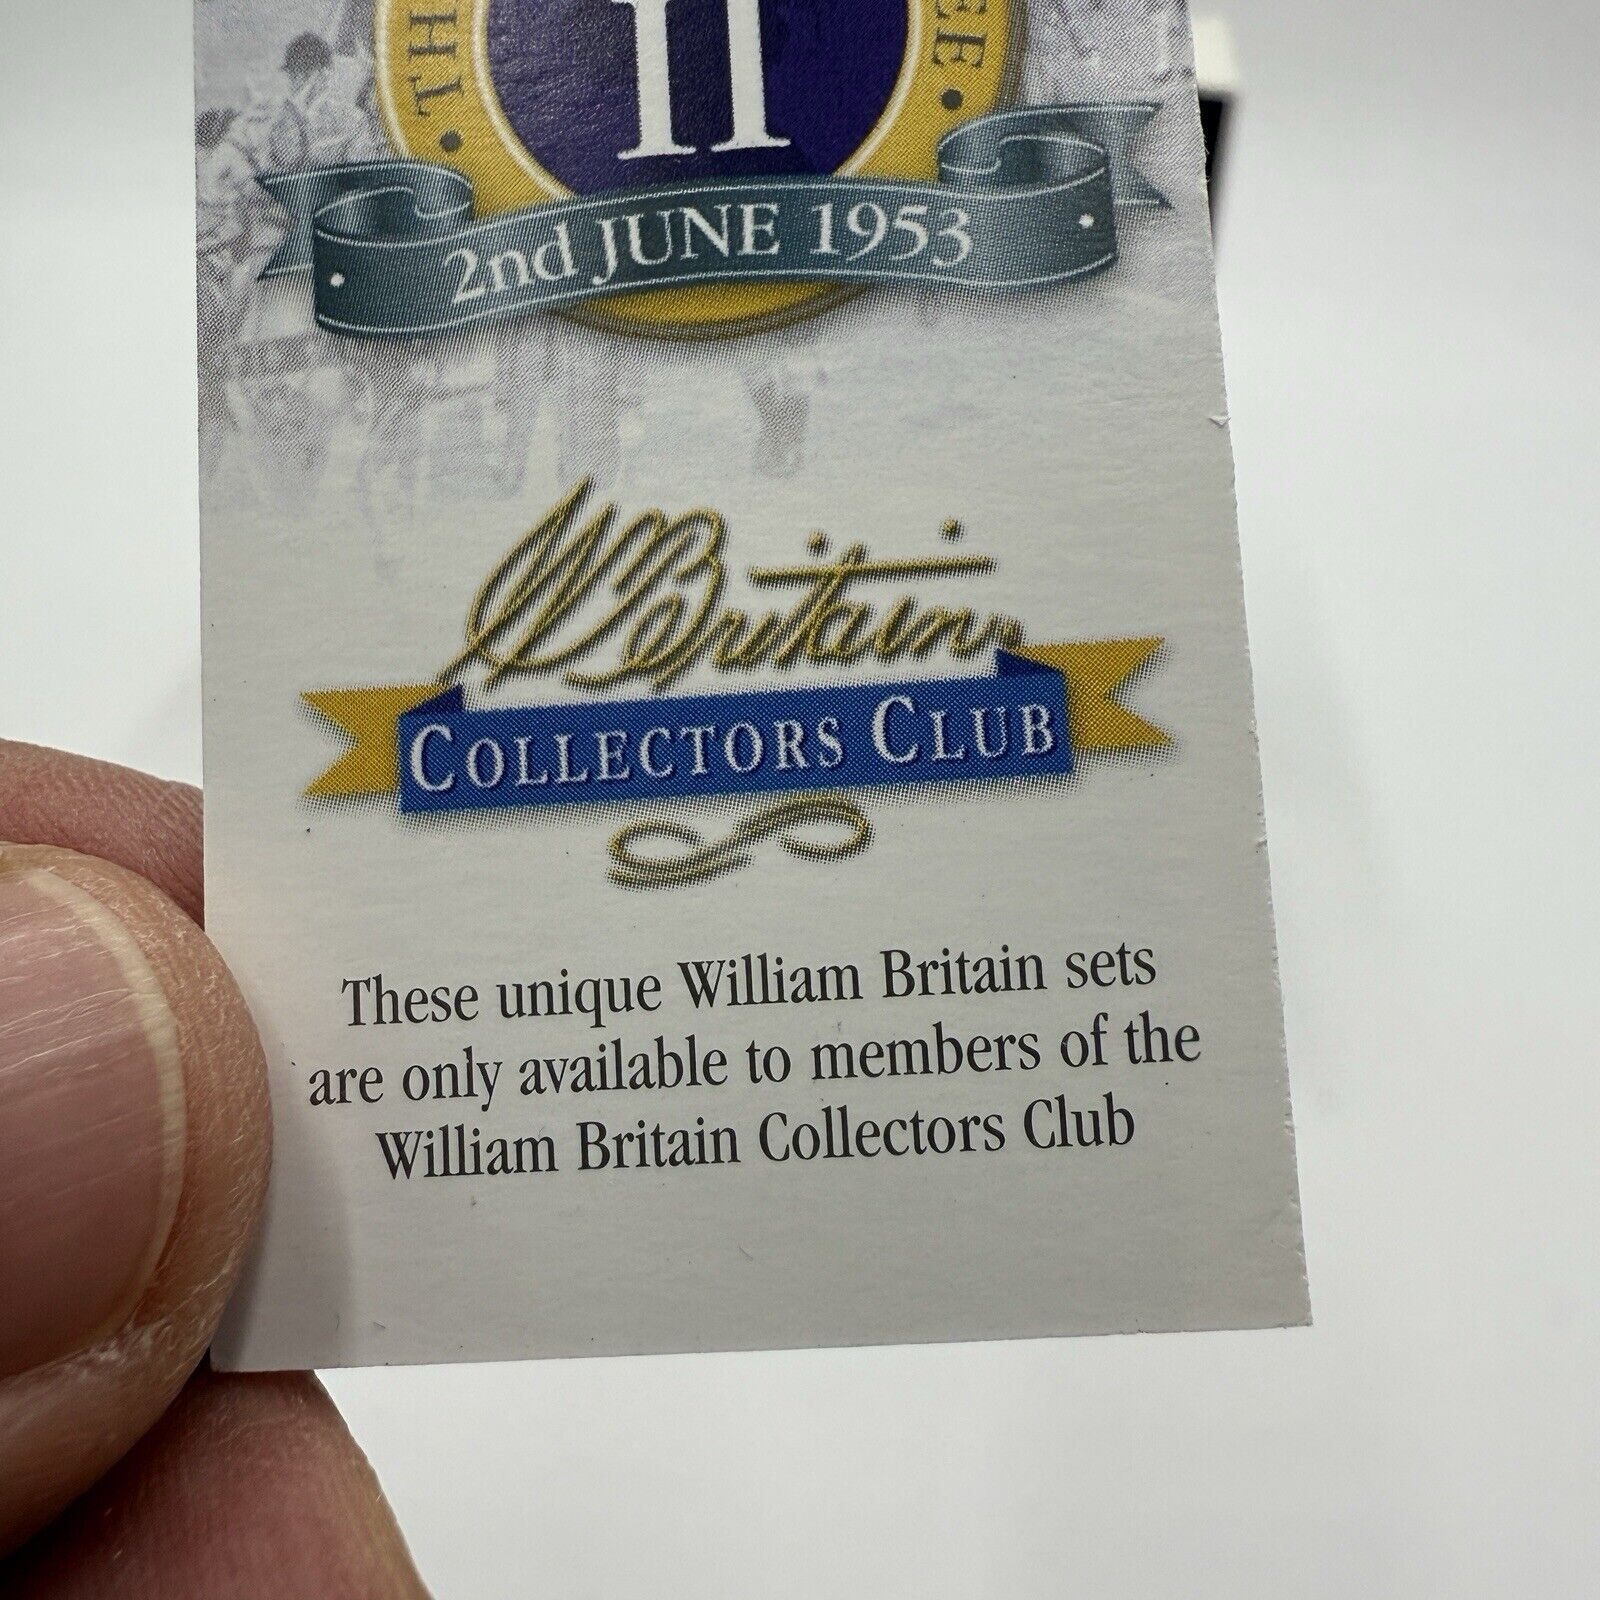 II
2nd JUNE 1953
W Britain
COLLECTORS CLUB
These unique William Britain sets
are only available to members of the
William Britain Collectors Club